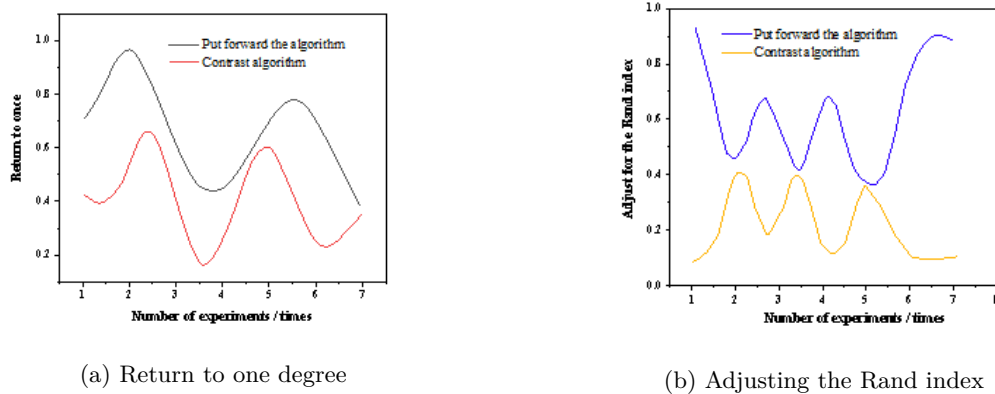 1.0
0.8
0.6
0.4
0.2
Return to once
Put forward the algorithm
Contrast algorithm
1 2 3 4 5 6 7
Number of experiments / times
(a) Return to one degree
1.0
0.8
0.6
0.4
0.2
0.0
Adjust for the Rand index
Put forward the algorithm
Contrast algorithm
1 2 3 4 5 6 7
Number of experiments / times
(b) Adjusting the Rand index